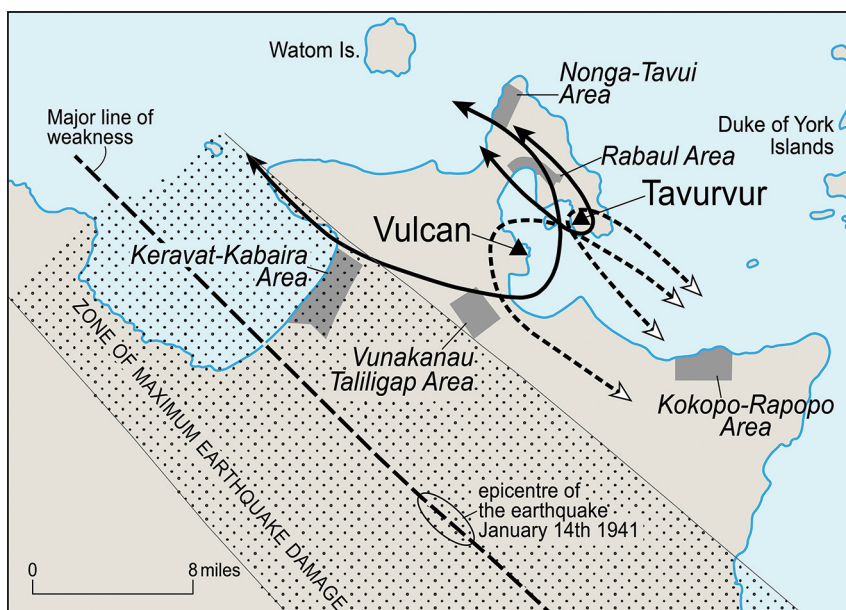 Watom Is.
Nonga-Tavui
Area
Major line of
weakness
Duke of York
Islands
Rabaul Area
Tavurvur
Vulcan
Keravat-Kabaira
Area
Vunakanau
Taliligap Area
Kokopo-Rapopo
Area
ZONE OF MAXIMUM EARTHQUAKE DAMAGE
epicentre of
the earthquake
January 14th 1941
0 8 miles